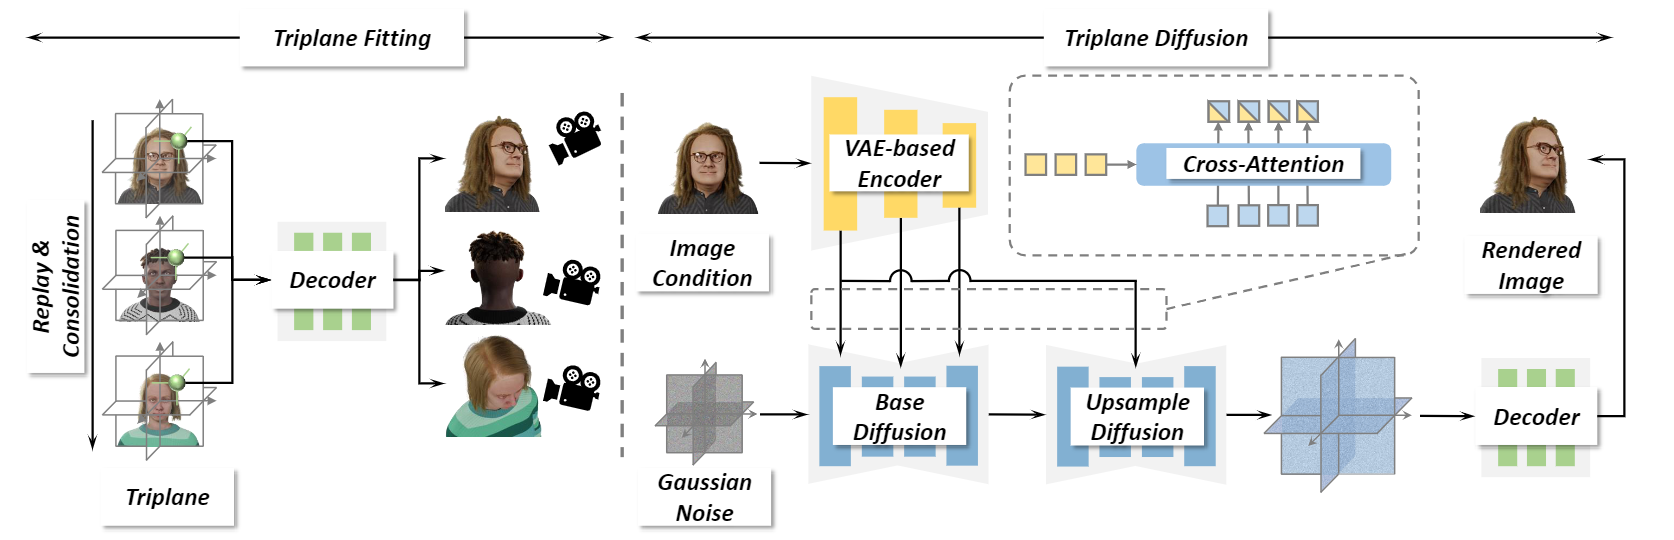 Triplane Fitting
Triplane Diffusion
Replay &
Consolidation
Triplane
Decoder
Image
Condition
VAE-based
Encoder
Cross-Attention
Rendered
Image
Gaussian
Noise
Base
Diffusion
Upsample
Diffusion
Decoder